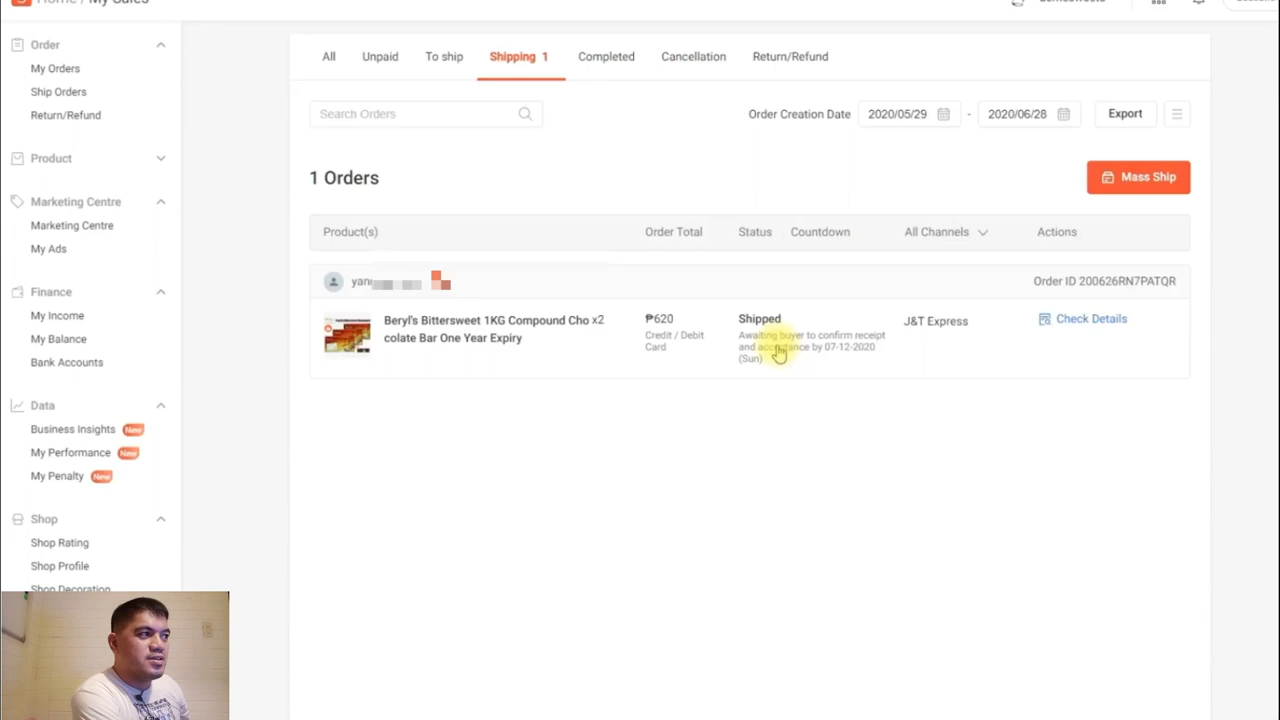 Home / My Sales
Order
My Orders
Ship Orders
Return/Refund
Product
Marketing Centre
Marketing Centre
My Ads
Finance
My Income
My Balance
Bank Accounts
Data
Business Insights New
My Performance New
My Penalty New
Shop
Shop Rating
Shop Profile
Shop Decoration
All Unpaid To ship Shipping 1 Completed Cancellation Return/Refund
Search Orders Order Creation Date 2020/05/29 - 2020/06/28 Export
1 Orders Mass Ship
Product(s) Order Total Status Countdown All Channels Actions
Order ID 200626RN7PATQR
Beryl's Bittersweet 1KG Compound Cho x2 ₱620 Shipped J&T Express Check Details
colate Bar One Year Expiry Credit / Debit Awaiting buyer to confirm receipt
Card and acceptance by 07-12-2020
(Sun)